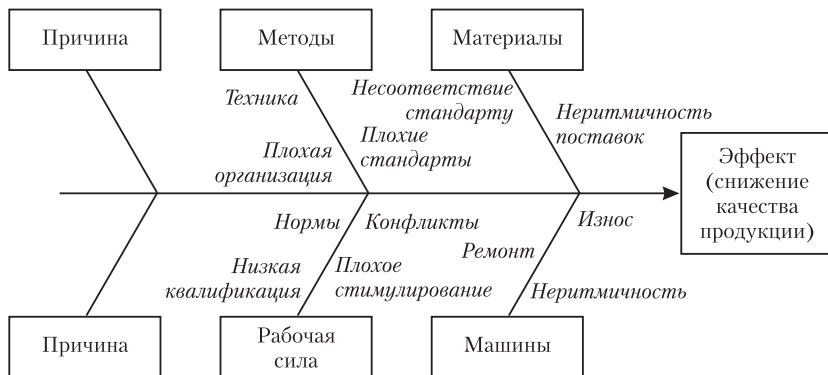 Причина
Методы
Материалы
Техника
Несоответствие
стандарту
Неритмичность
поставок
Плохая
организация
Плохие
стандарты
Эффект
(снижение
качества
продукции)
Нормы
Конфликты
Износ
Ремонт
Низкая
квалификация
Плохое
стимулирование
Неритмичность
Причина
Рабочая
сила
Машины